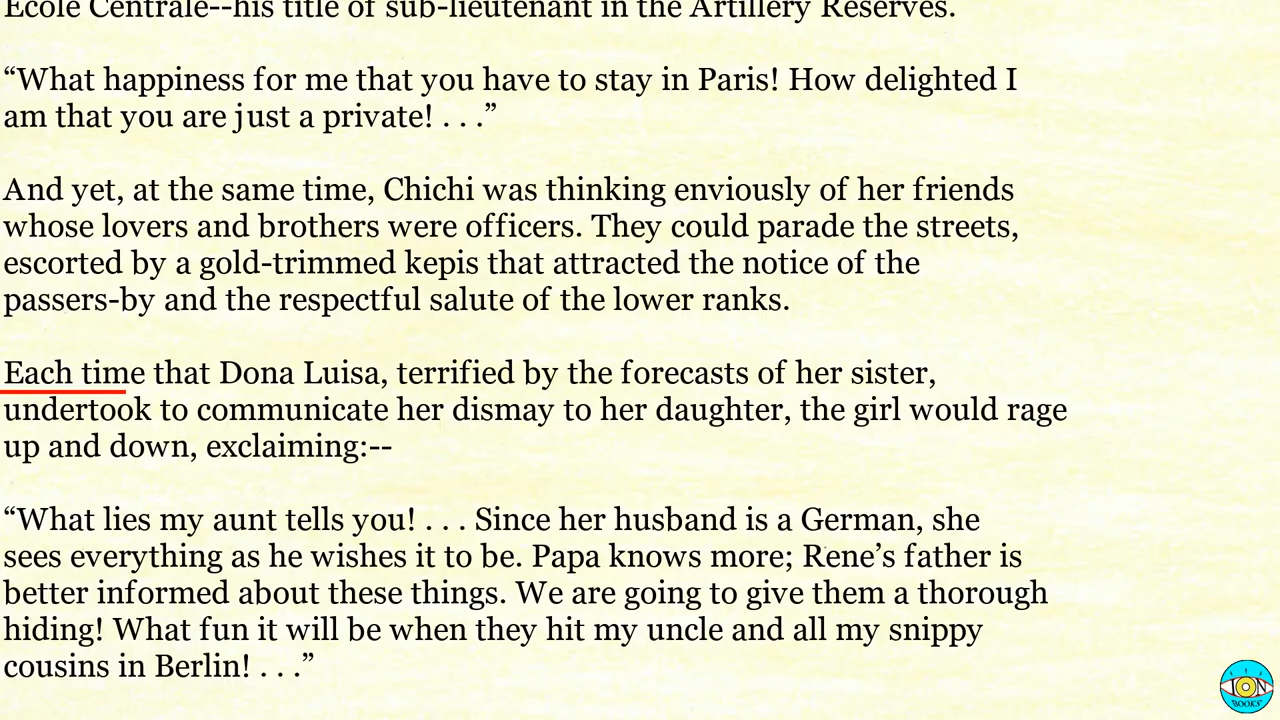 Ecole Centrale--his title of sub-lieutenant in the Artillery Reserves.
“What happiness for me that you have to stay in Paris! How delighted I
am that you are just a private! . . .”
And yet, at the same time, Chichi was thinking enviously of her friends
whose lovers and brothers were officers. They could parade the streets,
escorted by a gold-trimmed kepis that attracted the notice of the
passers-by and the respectful salute of the lower ranks.
Each time that Dona Luisa, terrified by the forecasts of her sister,
undertook to communicate her dismay to her daughter, the girl would rage
up and down, exclaiming:--
“What lies my aunt tells you! . . . Since her husband is a German, she
sees everything as he wishes it to be. Papa knows more; Rene’s father is
better informed about these things. We are going to give them a thorough
hiding! What fun it will be when they hit my uncle and all my snippy
cousins in Berlin! . . .”
ION
BOOKS